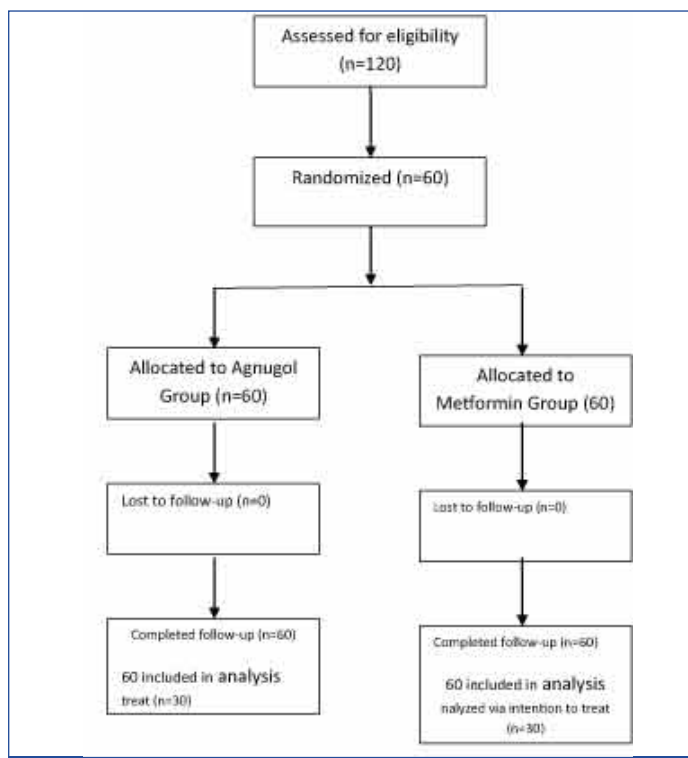 Assessed for eligibility
(n=120)
Randomized (n=60)
Allocated to Agnugol
Group (n=60)
Allocated to
Metformin Group (60)
Lost to follow-up (n=0)
Lost to follow-up (n=0)
Completed follow-up (n=60)
60 included in analysis
treat (n=30)
Completed follow-up (n=60)
60 included in analysis
nalyzed via intention to treat
(n=30)